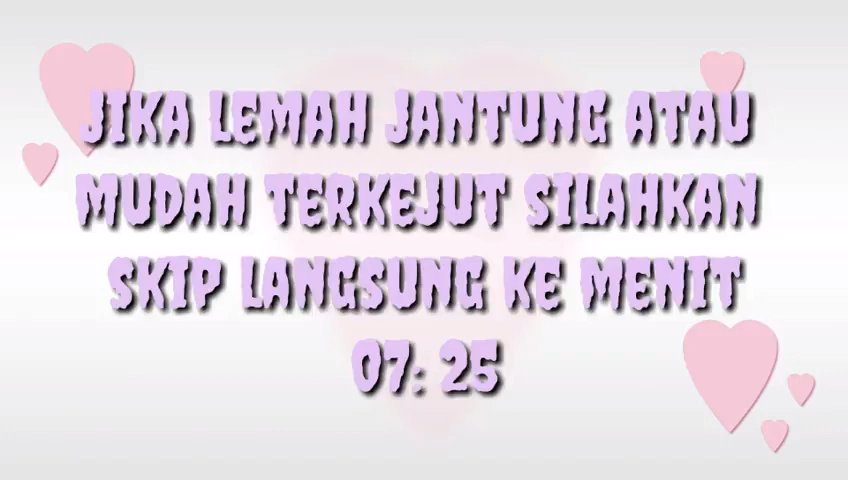 JIKA LEMAH JANTUNG ATAU
MUDAH TERKEJUT SILAHKAN
SKIP LANGSUNG KE MENIT
07: 25